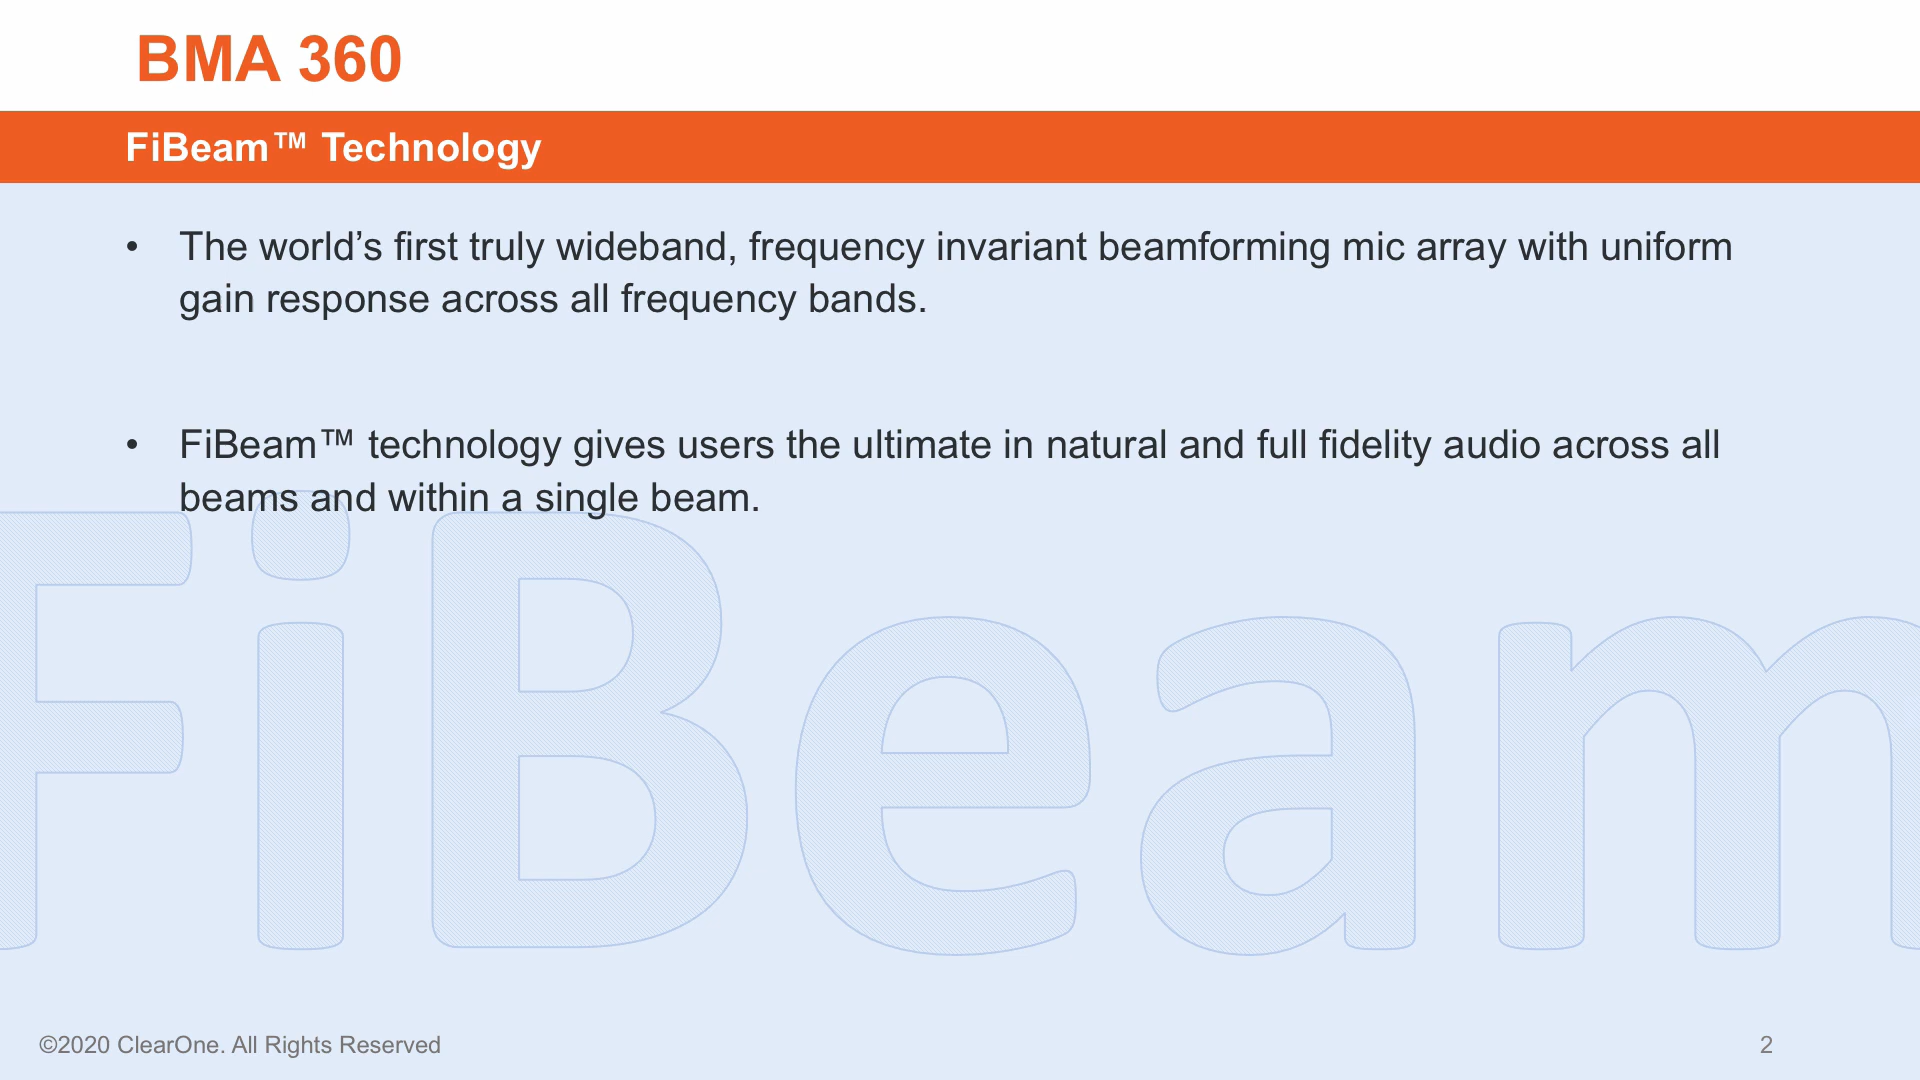 BMA 360
FiBeam™ Technology
• The world’s first truly wideband, frequency invariant beamforming mic array with uniform
gain response across all frequency bands.
• FiBeam™ technology gives users the ultimate in natural and full fidelity audio across all
beams and within a single beam.
FiBeam
©2020 ClearOne. All Rights Reserved
2